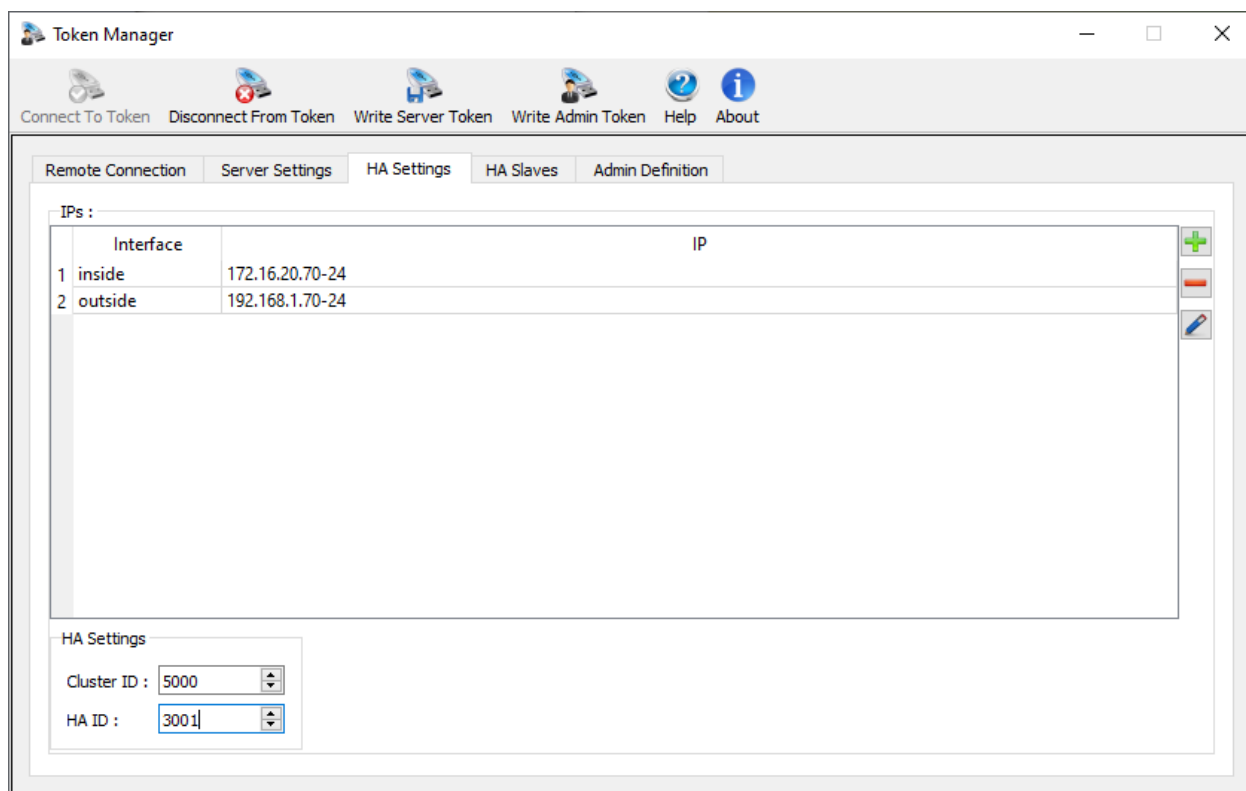 Token Manager
Connect To Token Disconnect From Token Write Server Token Write Admin Token Help About
Remote Connection Server Settings HA Settings HA Slaves Admin Definition
IPs :
Interface IP
1 inside 172.16.20.70-24
2 outside 192.168.1.70-24
HA Settings
Cluster ID : 5000
HA ID : 3001